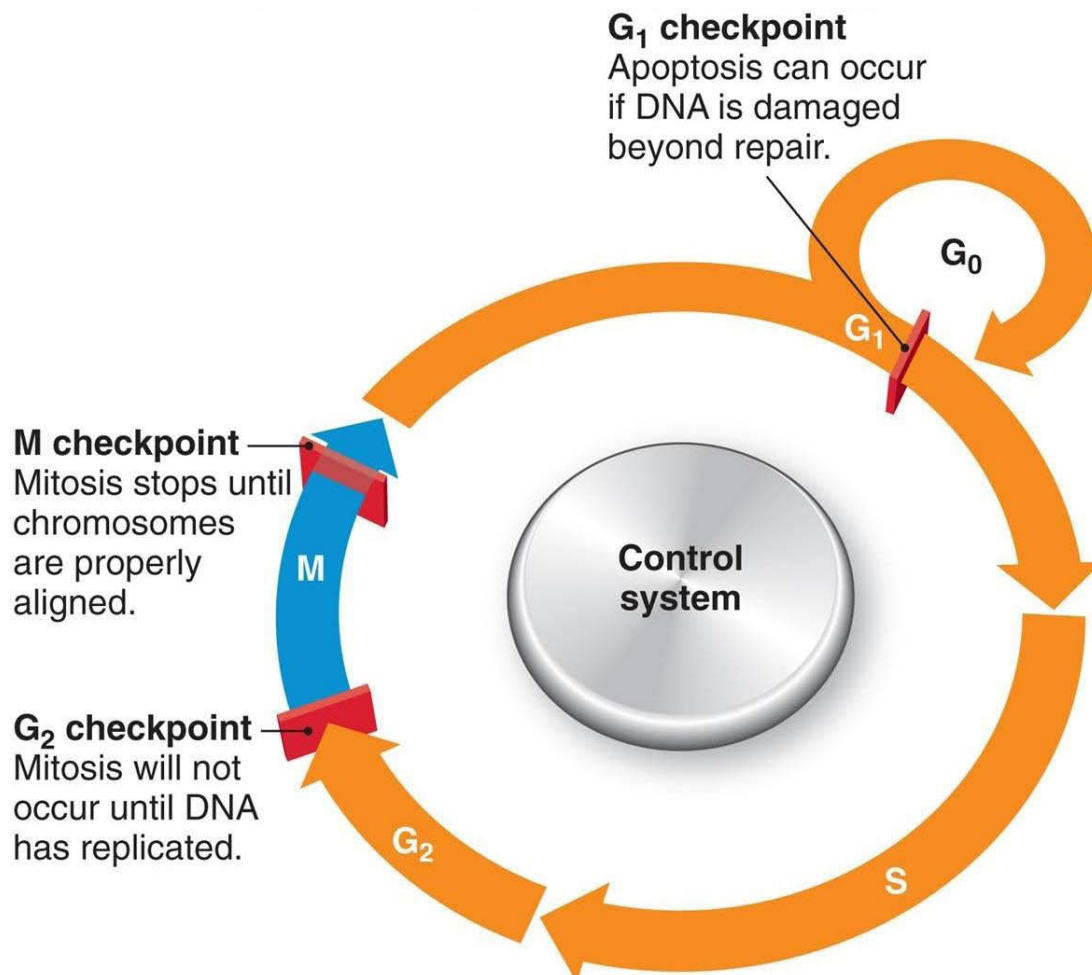 G₁ checkpoint
Apoptosis can occur
if DNA is damaged
beyond repair.
G₀
G₁
M checkpoint
Mitosis stops until
chromosomes
are properly
aligned.
M
Control
system
G₂ checkpoint
Mitosis will not
occur until DNA
has replicated.
G₂
S